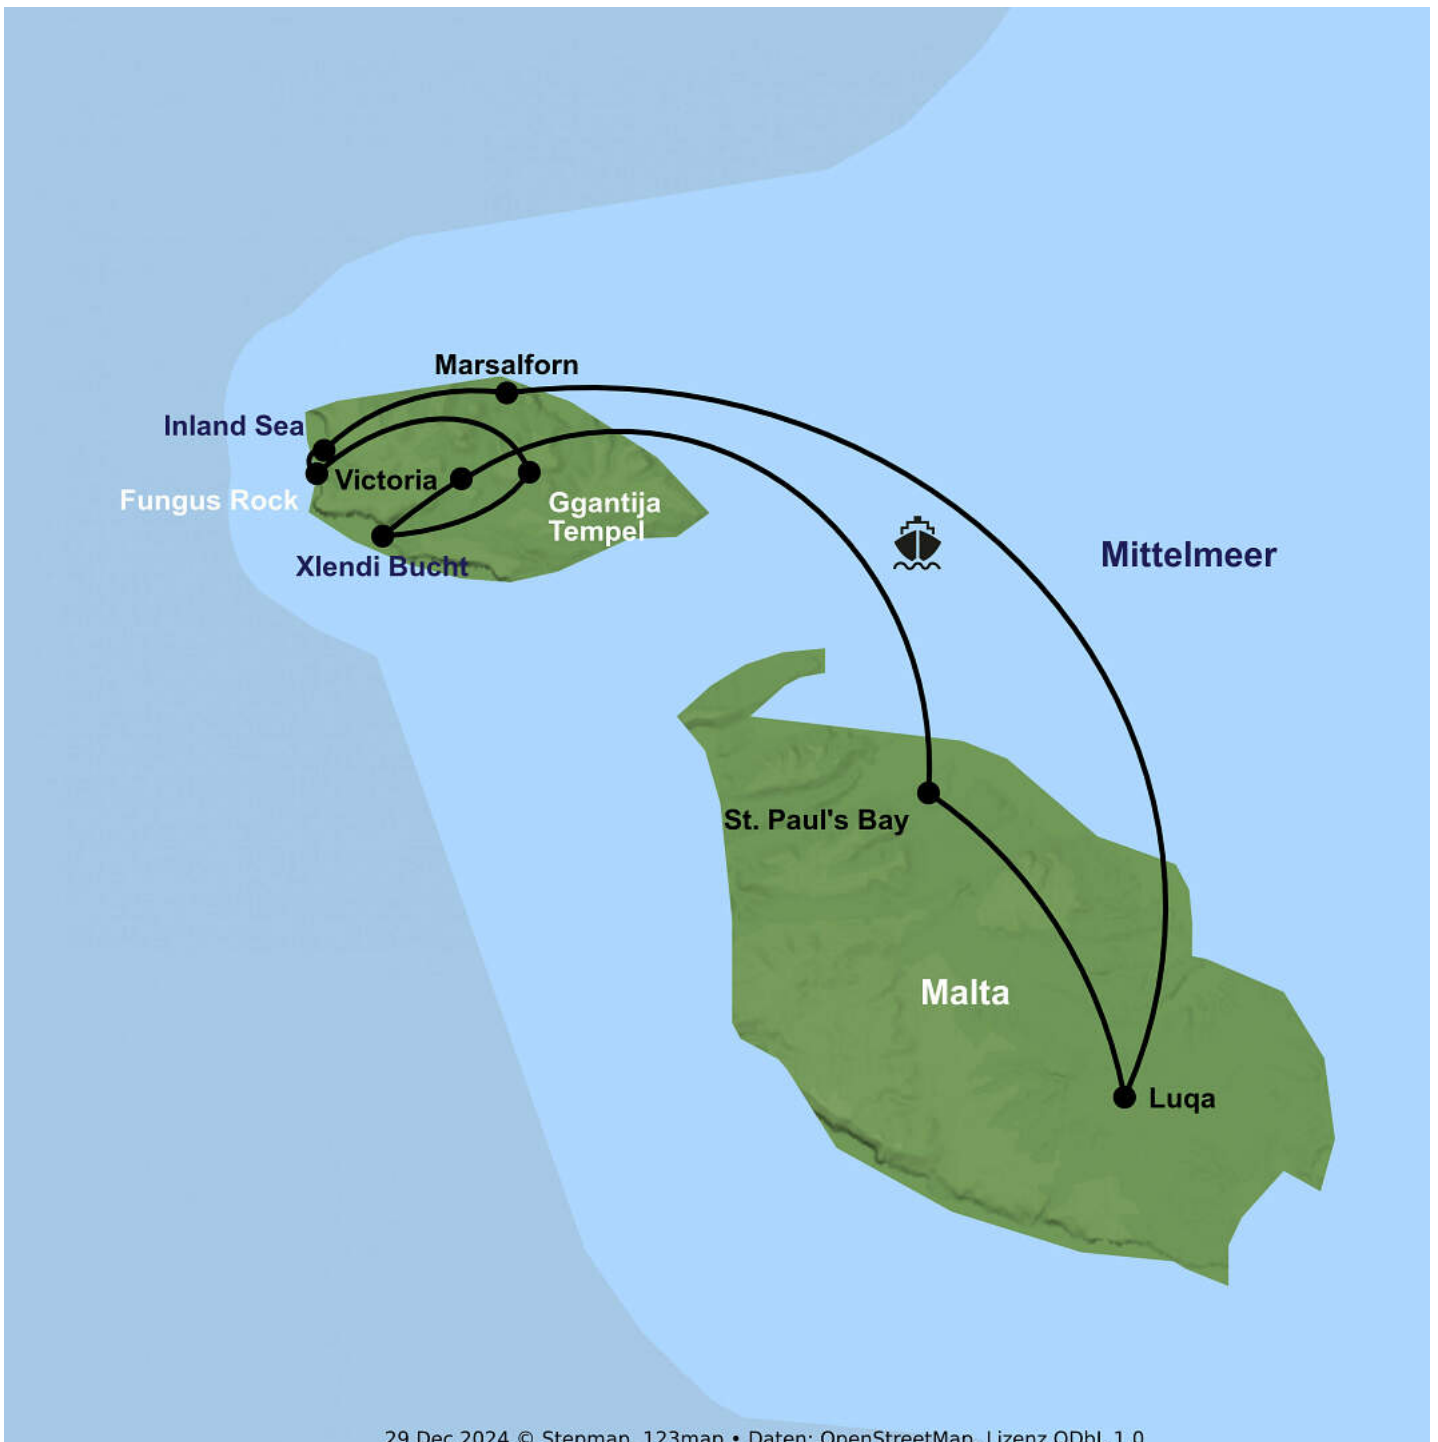 Marsalforn
Inland Sea
Victoria
Fungus Rock
Ggantija
Tempel
Xlendi Bucht
Mittelmeer
St. Paul's Bay
Malta
Luqa
29 Dec 2024 © Stepmap, 123map • Daten: OpenStreetMap, Lizenz ODbL 1.0